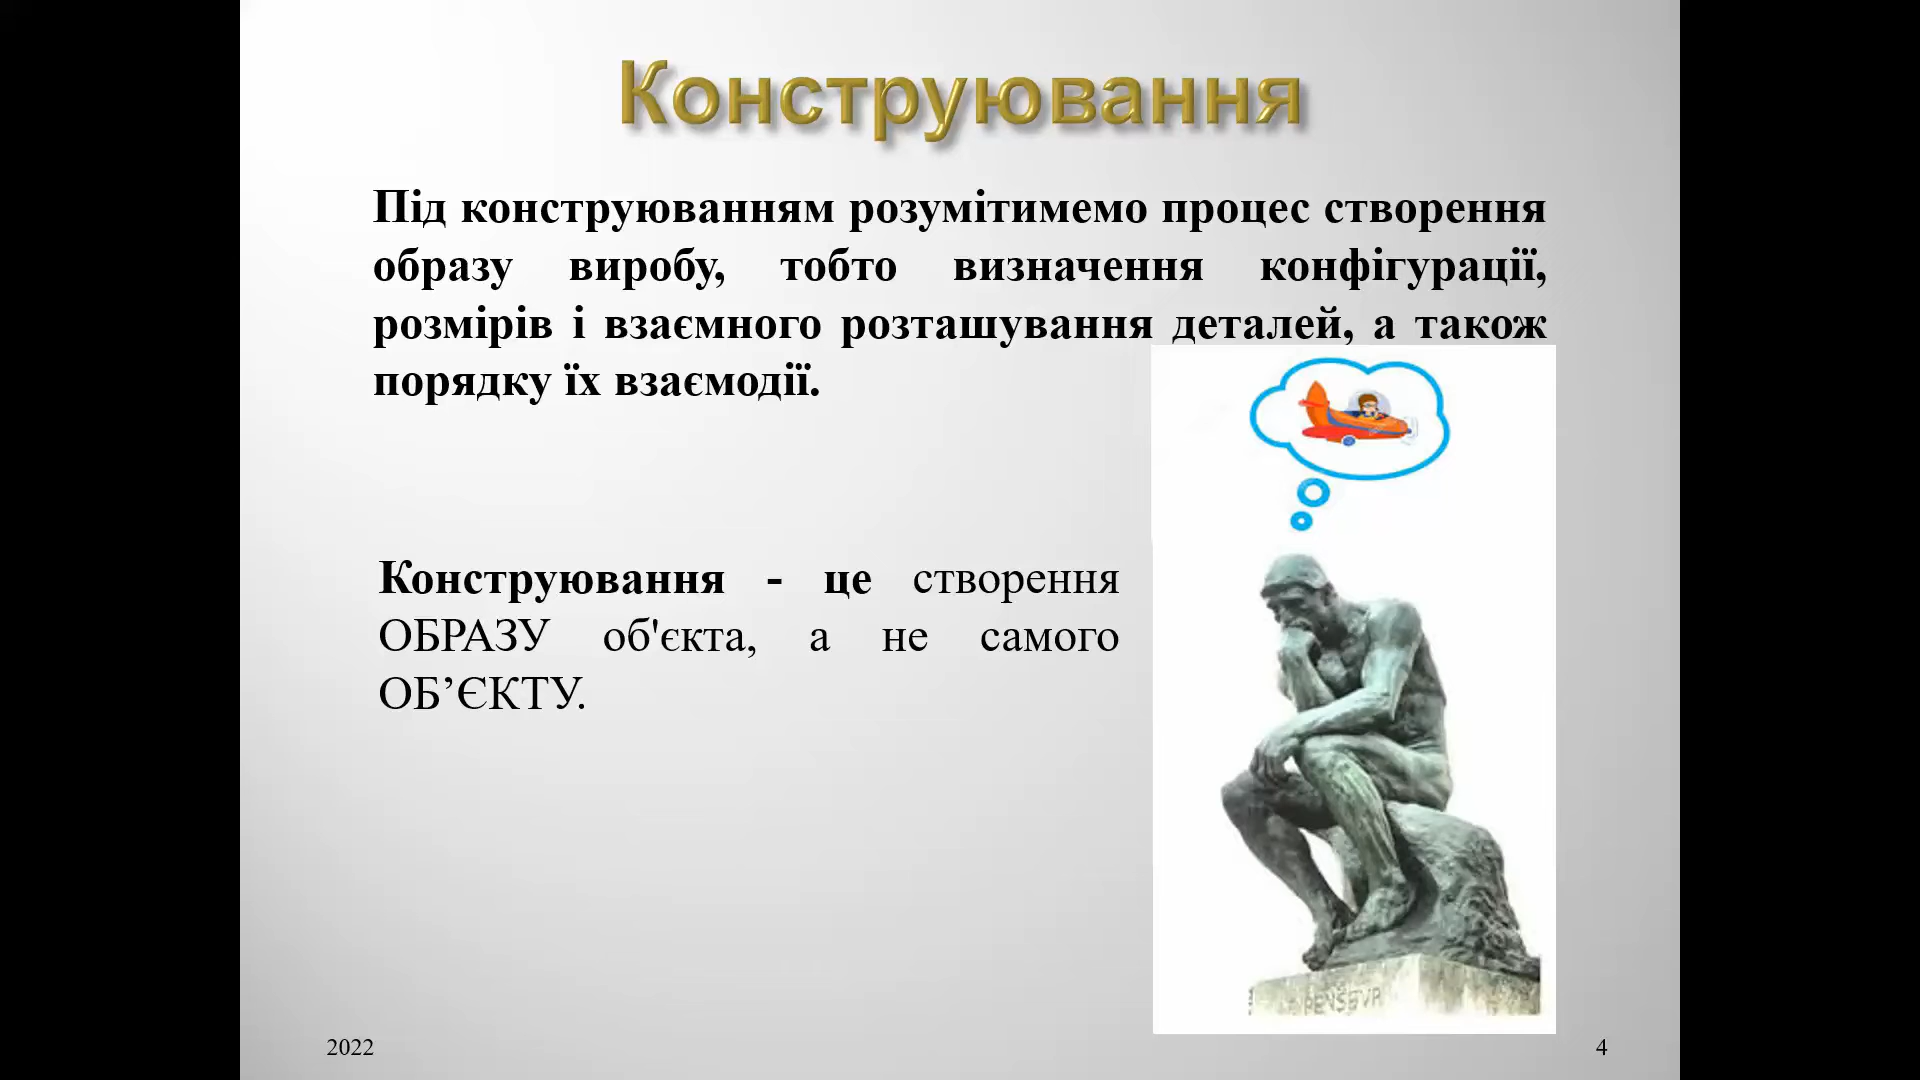 Конструювання
Під конструюванням розумітимемо процес створення
образу виробу, тобто визначення конфігурації,
розмірів і взаємного розташування деталей, а також
порядку їх взаємодії.
Конструювання - це створення
ОБРАЗУ об'єкта, а не самого
ОБ’ЄКТУ.
PENSEVR
2022
4